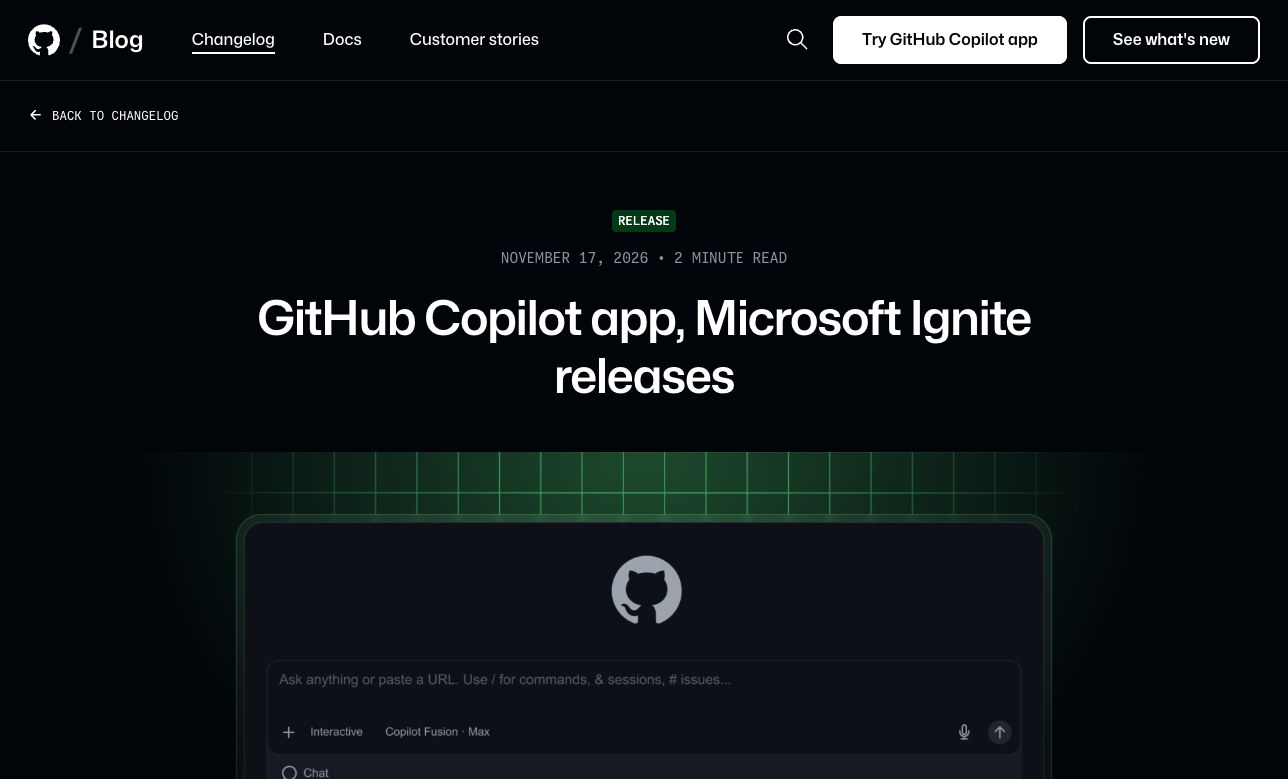 / Blog
Changelog
Docs
Customer stories
Try GitHub Copilot app
See what's new
BACK TO CHANGELOG
RELEASE
NOVEMBER 17, 2026 • 2 MINUTE READ
GitHub Copilot app, Microsoft Ignite
releases
Ask anything or paste a URL. Use / for commands, & sessions, # issues...
Interactive
Copilot Fusion · Max
Chat